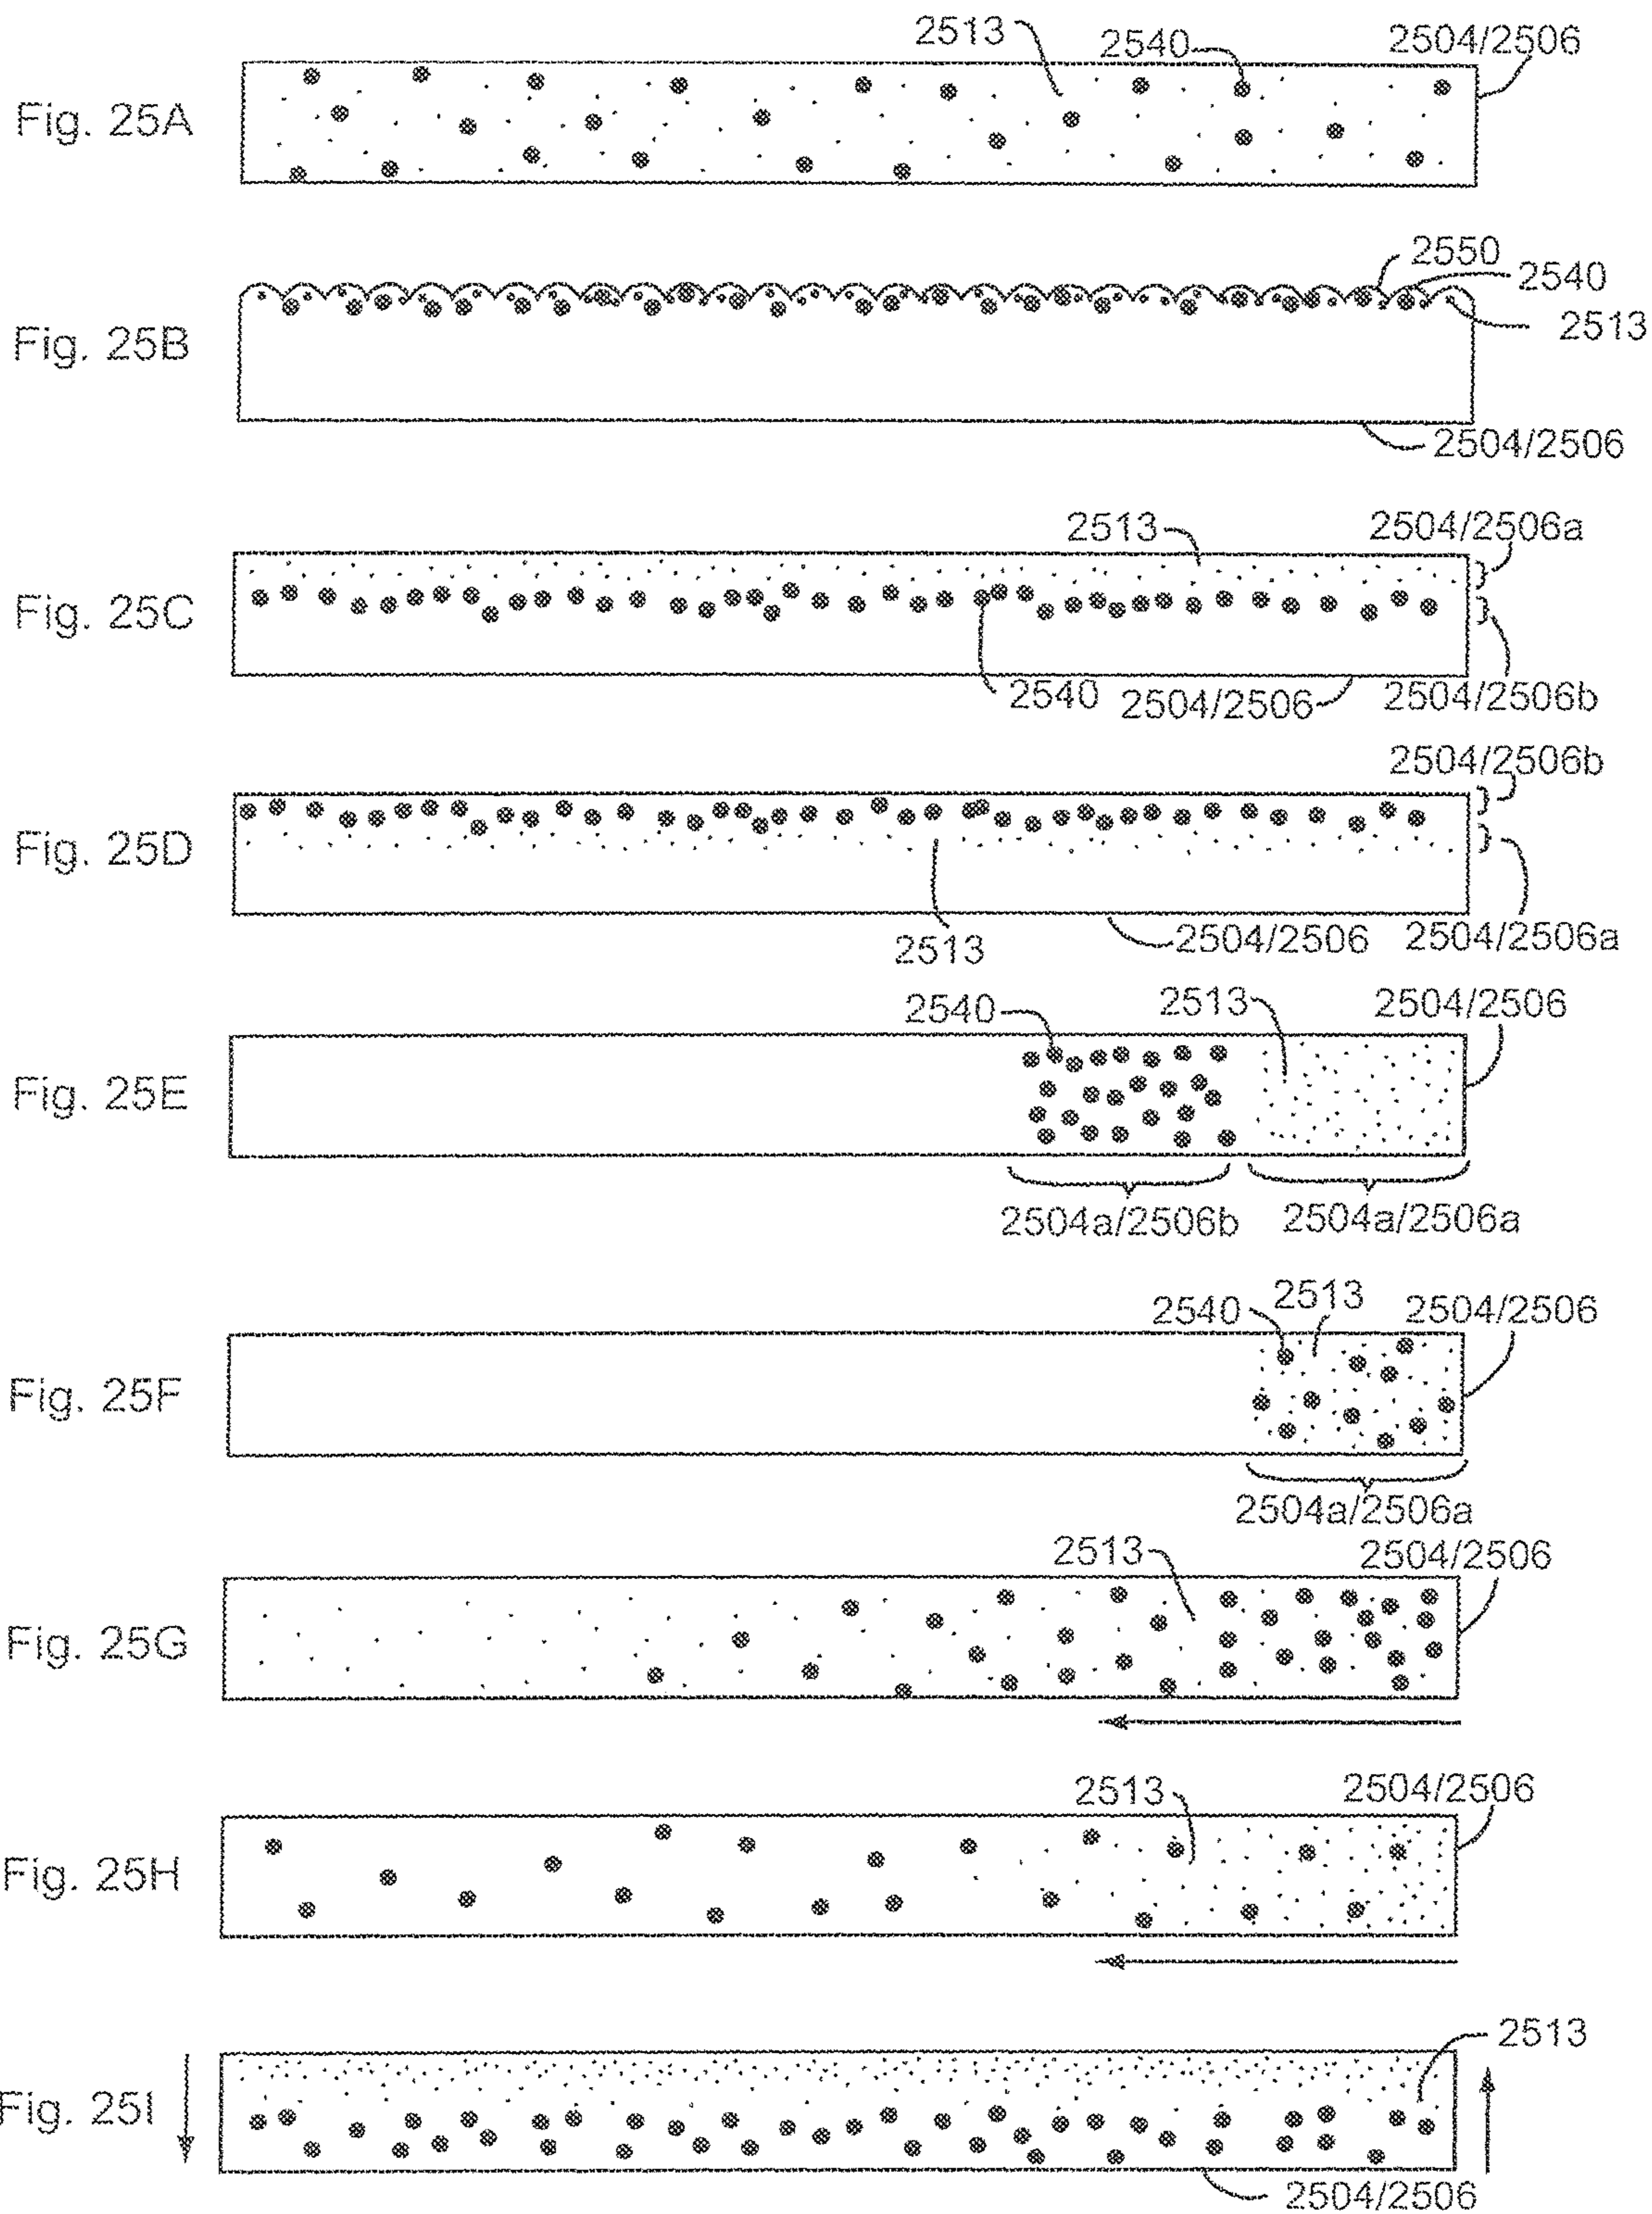 2513 2540 2504/2506
Fig. 25A
2550
2540
2513
Fig. 25B
2504/2506
2513 2504/2506a
Fig. 25C
2540 2504/2506 2504/2506b
2504/2506b
Fig. 25D
2513 2504/2506 2504/2506a
2540 2513 2504/2506
Fig. 25E
2504a/2506b 2504a/2506a
2540 2513 2504/2506
Fig. 25F
2504a/2506a
2513 2504/2506
Fig. 25G
2513 2504/2506
Fig. 25H
2513
Fig. 25I
2504/2506